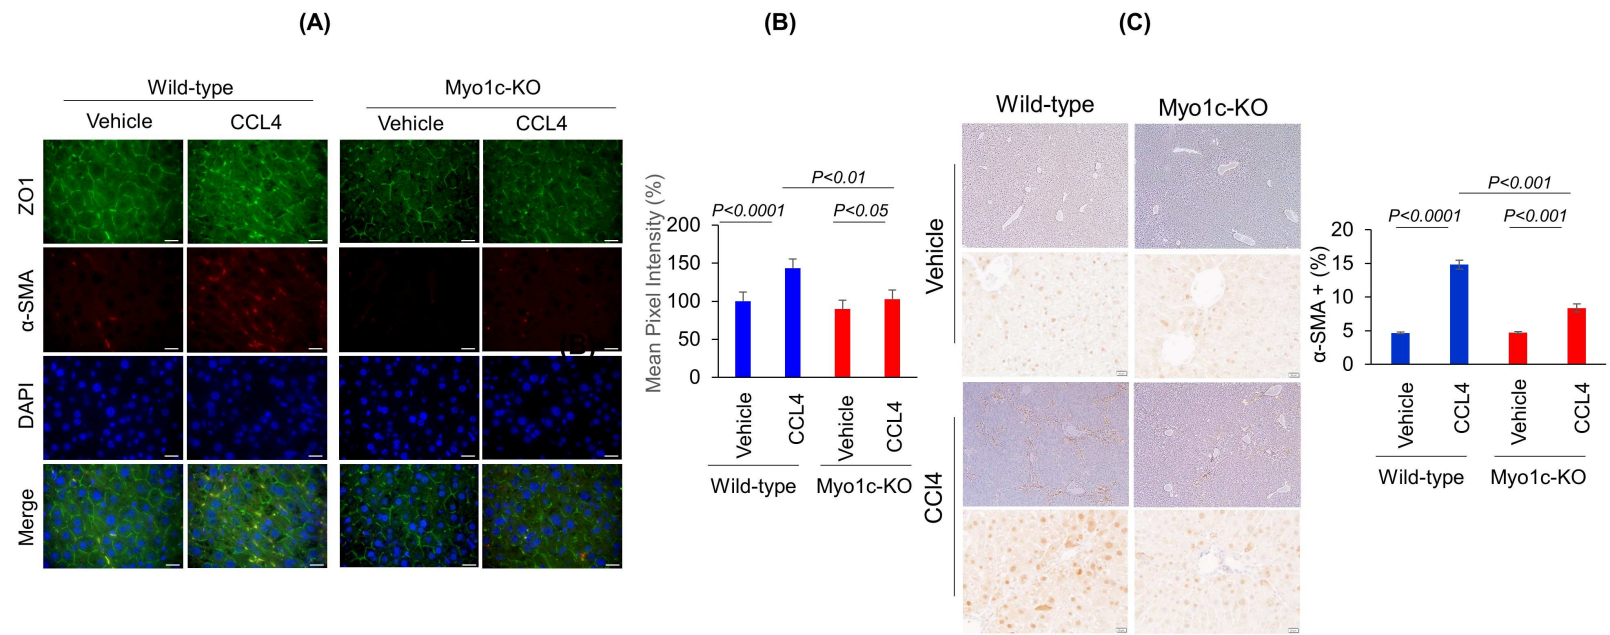 (A)
(B)
(C)
Wild-type
Myo1c-KO
Vehicle
CCL4
Vehicle
CCL4
ZO1
α-SMA
DAPI
Merge
(B)
Mean Pixel Intensity (%)
200
150
100
50
0
P<0.0001
P<0.01
P<0.05
Vehicle
CCL4
Vehicle
CCL4
Wild-type
Myo1c-KO
Wild-type
Myo1c-KO
Vehicle
CCl4
α-SMA + (%)
20
15
10
5
0
P<0.0001
P<0.001
P<0.001
Vehicle
CCL4
Vehicle
CCL4
Wild-type
Myo1c-KO